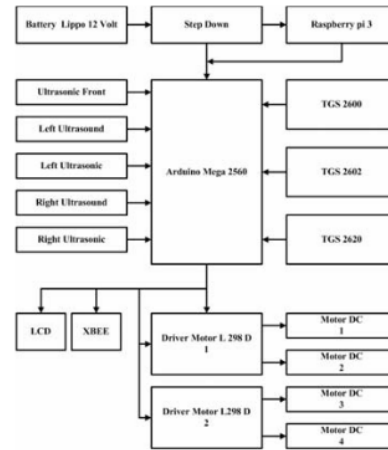 Battery Lippo 12 Volt
Step Down
Raspberry pi 3
Ultrasonic Front
Left Ultrasound
Left Ultrasonic
Right Ultrasound
Right Ultrasonic
Arduino Mega 2560
TGS 2600
TGS 2602
TGS 2620
LCD
XBEE
Driver Motor L 298 D
1
Motor DC
1
Motor DC
2
Driver Motor L298 D
2
Motor DC
3
Motor DC
4